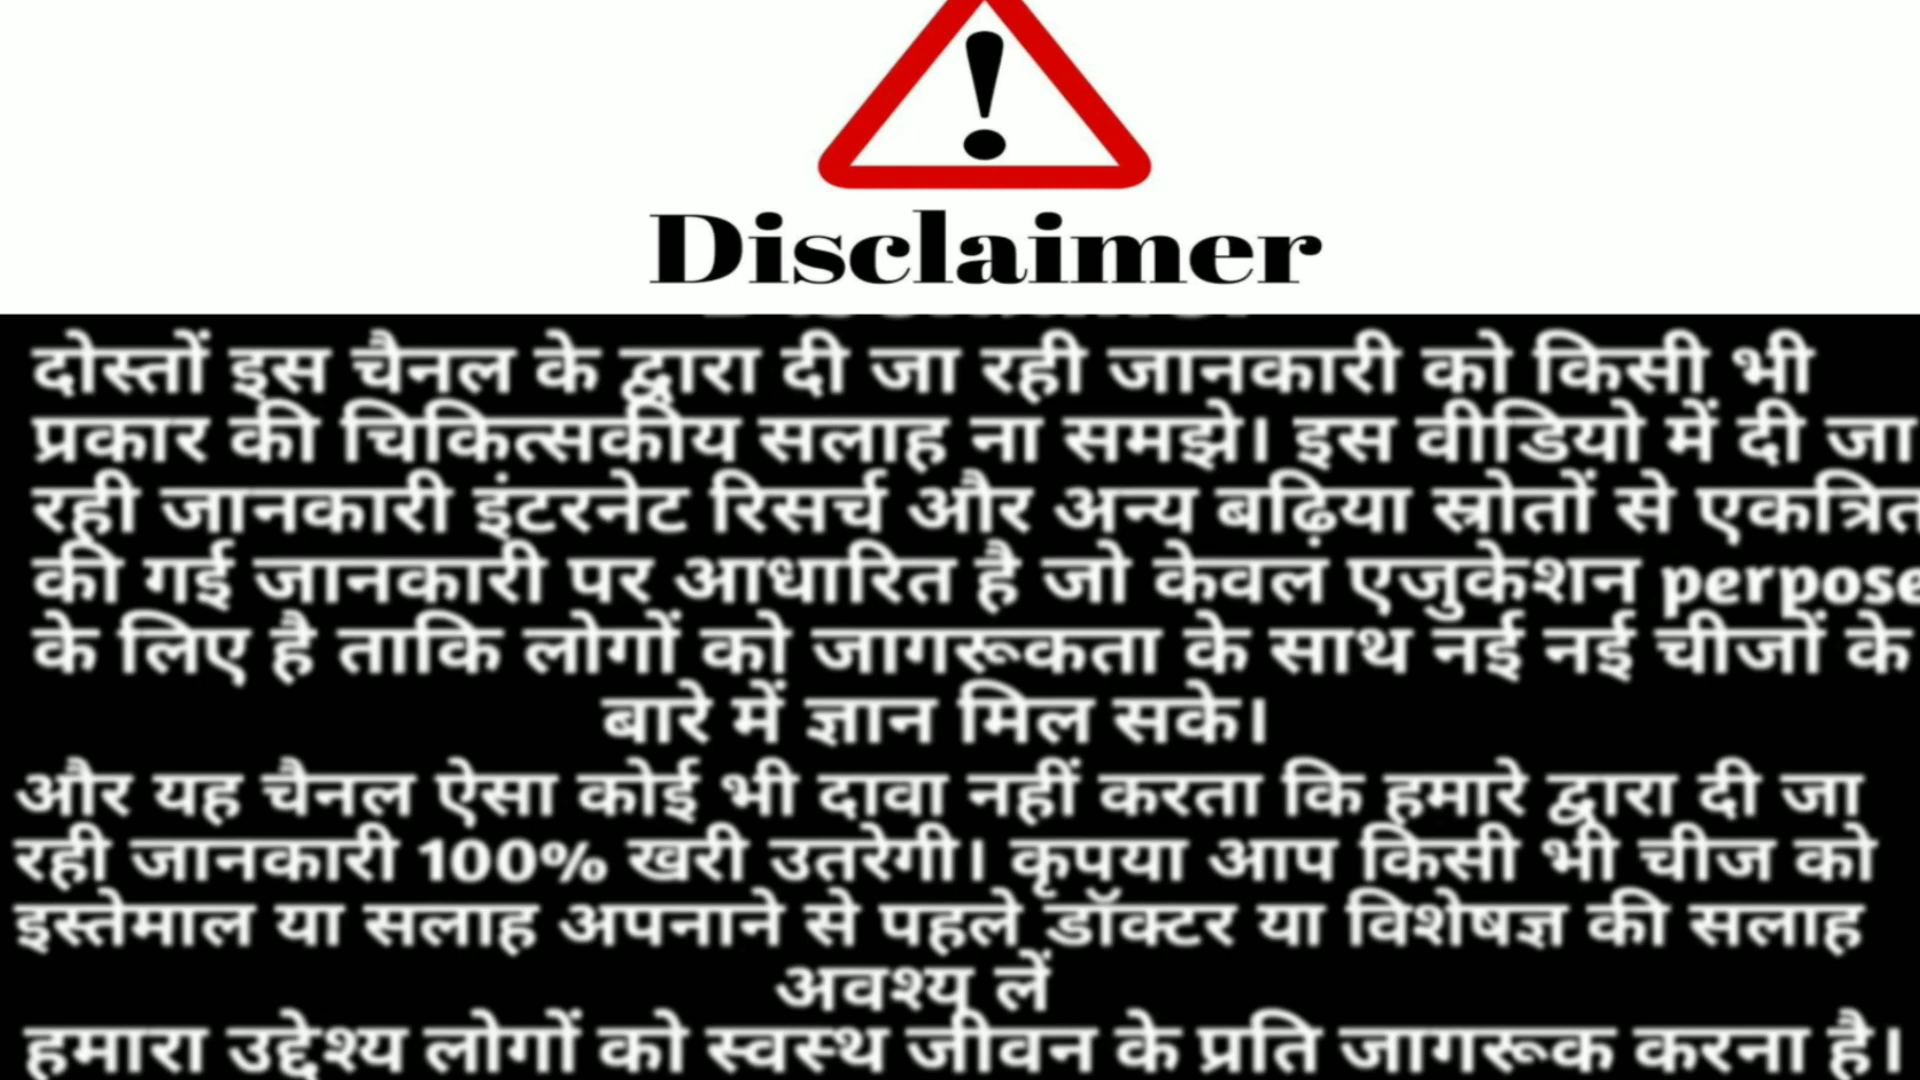 Disclaimer
दोस्तों इस चैनल के द्वारा दी जा रही जानकारी को किसी भी
प्रकार की चिकित्सकीय सलाह ना समझे। इस वीडियो में दी जा
रही जानकारी इंटरनेट रिसर्च और अन्य बढ़िया स्रोतों से एकत्रित
की गई जानकारी पर आधारित है जो केवल एजुकेशन perpose
के लिए है ताकि लोगों को जागरूकता के साथ नई नई चीजों के
बारे में ज्ञान मिल सके।
और यह चैनल ऐसा कोई भी दावा नहीं करता कि हमारे द्वारा दी जा
रही जानकारी 100% खरी उतरेगी। कृपया आप किसी भी चीज को
इस्तेमाल या सलाह अपनाने से पहले डॉक्टर या विशेषज्ञ की सलाह
अवश्य लें
हमारा उद्देश्य लोगों को स्वस्थ जीवन के प्रति जागरूक करना है।